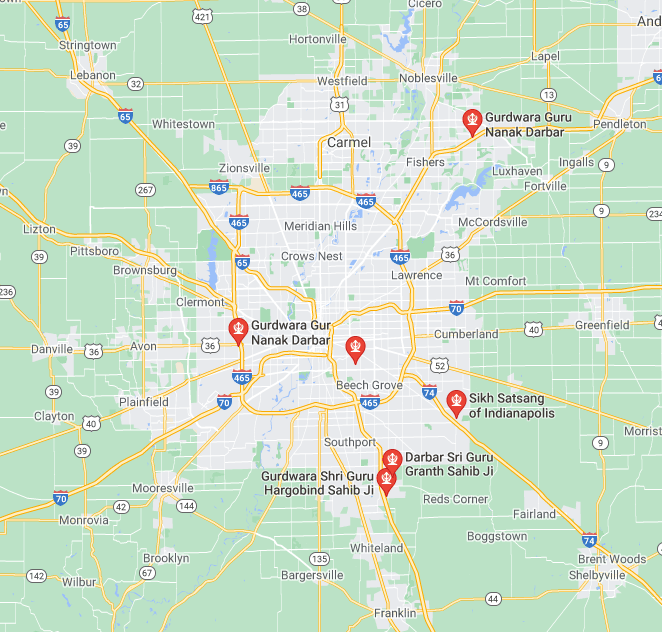 Cicero
65
421
38
And
Stringtown
Hortonville
Lapel
Lebanon
32
Westfield
Noblesville
6
31
13
65
Whitestown
Gurdwara Guru
Nanak Darbar
Pendleton
39
Carmel
Fishers
Ingalls
9
Zionsville
Luxhaven
267
865
465
465
Fortville
9
234
465
Meridian Hills
McCordsville
Lizton
Pittsboro
39
65
Crows Nest
465
36
Brownsburg
Lawrence
Mt Comfort
236
Clermont
70
Gurdwara Gur
Nanak Darbar
Cumberland
40
Greenfield
4
Danville
36
Avon
36
52
465
Beech Grove
74
39
Plainfield
70
465
Sikh Satsang
of Indianapolis
Clayton
40
Morrist
Southport
9
39
Darbar Sri Guru
Granth Sahib Ji
Gurdwara Shri Guru
Hargobind Sahib Ji
Mooresville
70
42
144
Reds Corner
Monrovia
Fairland
Boggstown
74
Brooklyn
135
Whiteland
Brent Woods
142
Wilbur
67
Bargersville
Shelbyville
44
Franklin